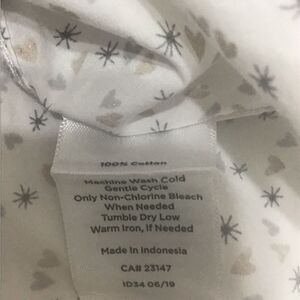 100% Cotton
Machine Wash Cold
Gentle Cycle
Only Non-Chlorine Bleach
When Needed
Tumble Dry Low
Warm Iron, If Needed
Made in Indonesia
CA# 23147
ID34 06/19